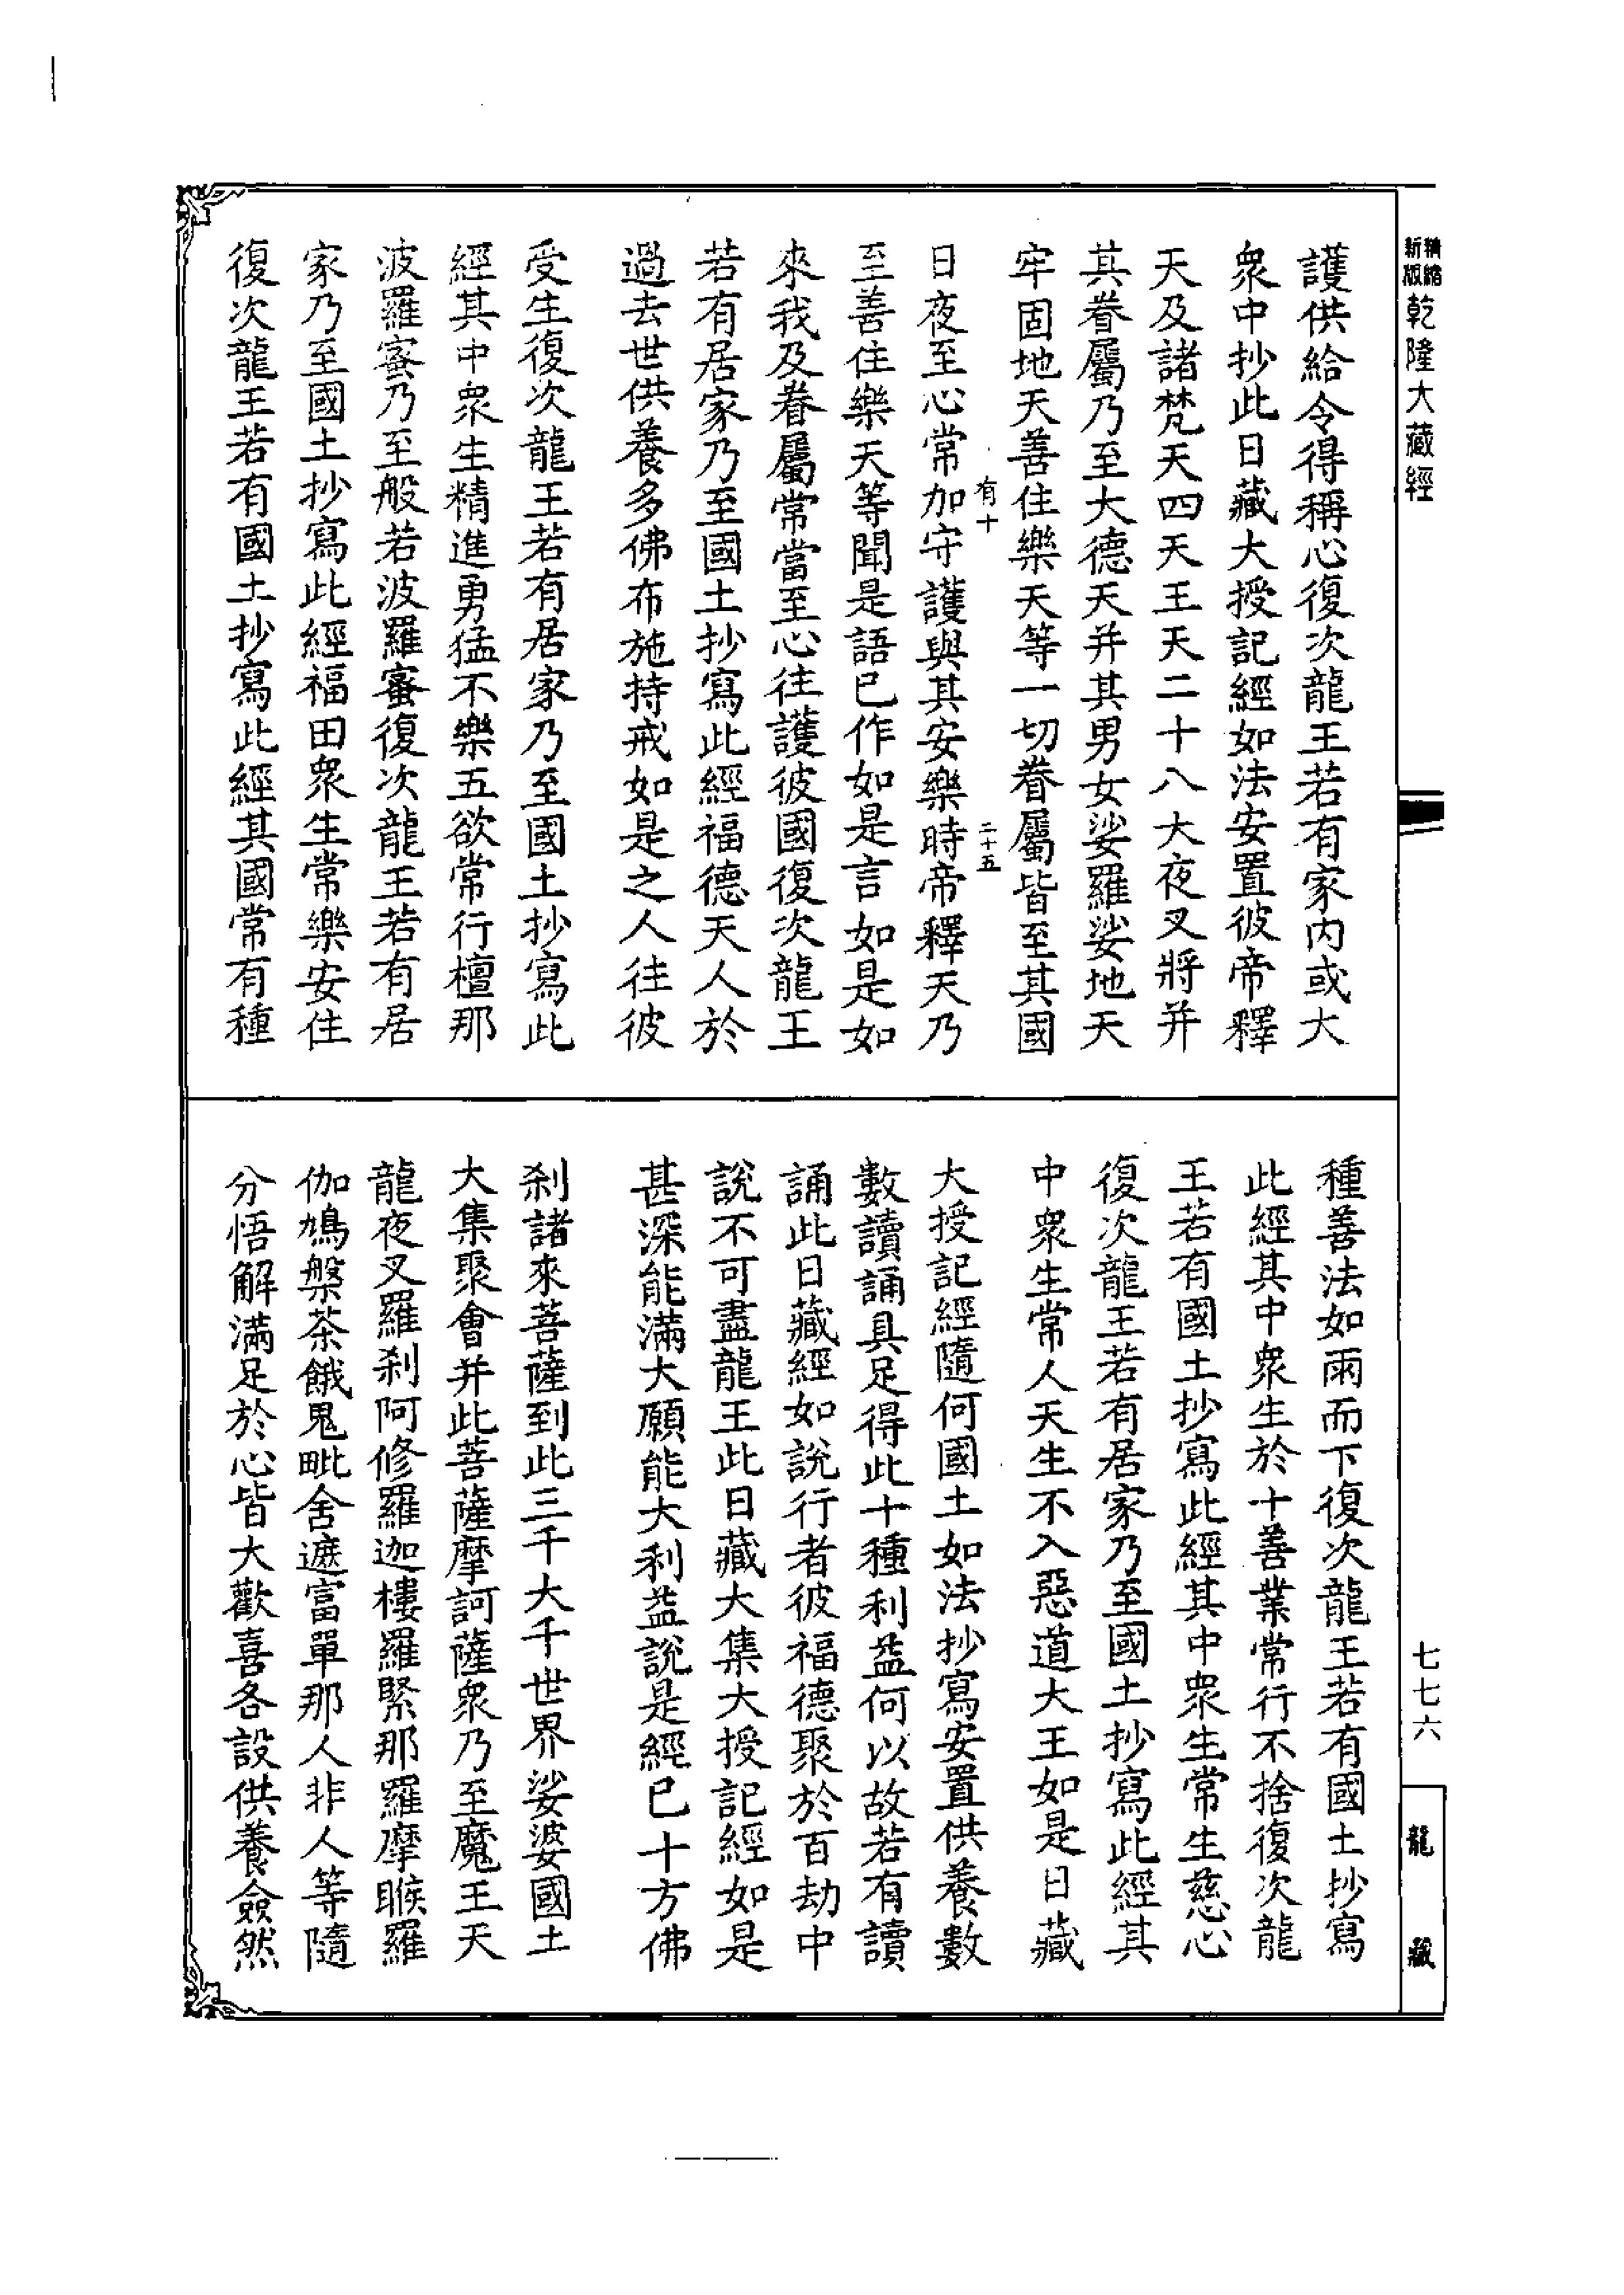 精縮
新版
乾隆大藏經
護供給令得稱心復次龍王若有家內或大
眾中抄此日藏大授記經如法安置彼帝釋
天及諸梵天四天王天二十八大夜叉將并
其眷屬乃至大德天并其男女娑羅娑地天
牢固地天善住樂天等一切眷屬皆至其國
有十
二十五
日夜至心常加守護與其安樂時帝釋天乃
至善住樂天等聞是語已作如是言如是如
來我及眷屬常當至心往護彼國復次龍王
若有居家乃至國土抄寫此經福德天人於
過去世供養多佛布施持戒如是之人往彼
受生復次龍王若有居家乃至國土抄寫此
經其中眾生精進勇猛不樂五欲常行檀那
波羅蜜乃至般若波羅蜜復次龍王若有居
家乃至國土抄寫此經福田眾生常樂安住
復次龍王若有國土抄寫此經其國常有種
種善法如雨而下復次龍王若有國土抄寫
此經其中眾生於十善業常行不捨復次龍
王若有國土抄寫此經其中眾生常生慈心
復次龍王若有居家乃至國土抄寫此經其
中眾生常人天生不入惡道大王如是日藏
大授記經隨何國土如法抄寫安置供養數
數讀誦具足得此十種利益何以故若有讀
誦此日藏經如說行者彼福德聚於百劫中
說不可盡龍王此日藏大集大授記經如是
甚深能滿大願能大利益說是經已十方佛
剎諸來菩薩到此三千大千世界娑婆國土
大集聚會并此菩薩摩訶薩眾乃至魔王天
龍夜叉羅剎阿修羅迦樓羅緊那羅摩睺羅
伽鳩槃茶餓鬼毗舍遮富單那人非人等隨
分悟解滿足於心皆大歡喜各設供養僉然
七七六
龍藏